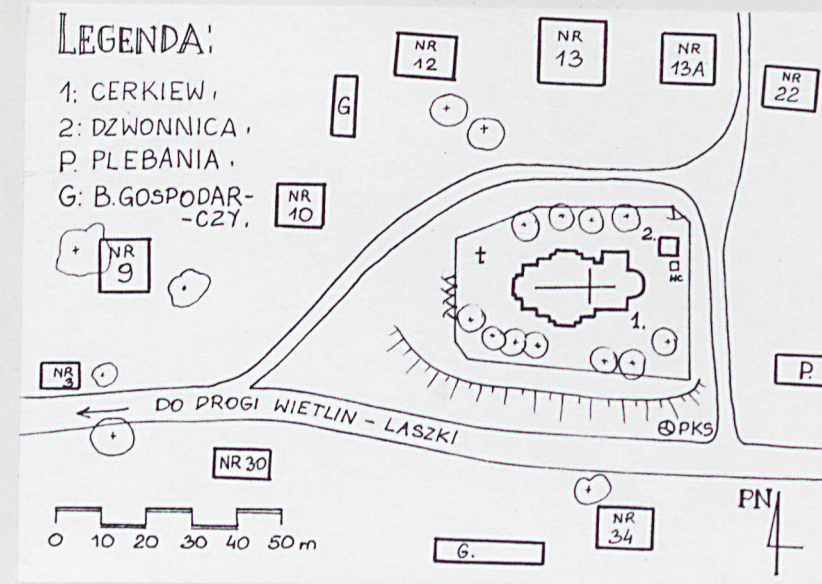 LEGENDA:
1: CERKIEW,
2: DZWONNICA,
P. PLEBANIA.
G: B.GOSPODAR-
-CZY.
NR
12
NR
13
NR
13A
NR
22
G
NR
10
NR
9
2.
WC
1.
NR
3
P.
DO DROGI WIETLIN - LASZKI
PKS
NR 30
0 10 20 30 40 50 m
G.
NR
34
PN